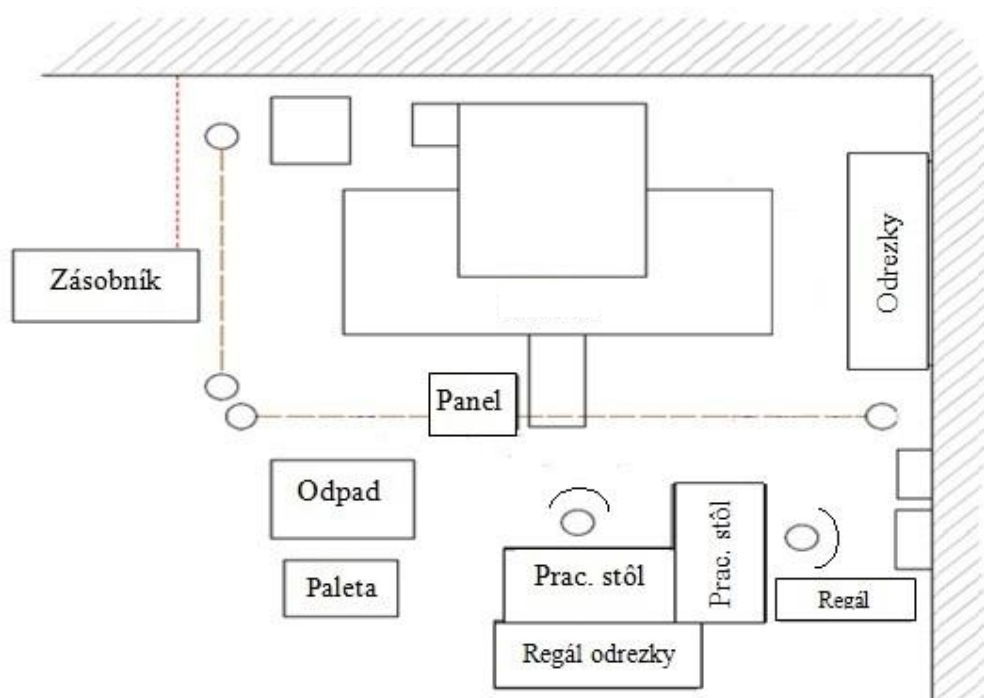 Zásobník
Odrezky
Panel
Odpad
Prac. stôl
Prac. stôl
Paleta
Regál
Regál odrezky